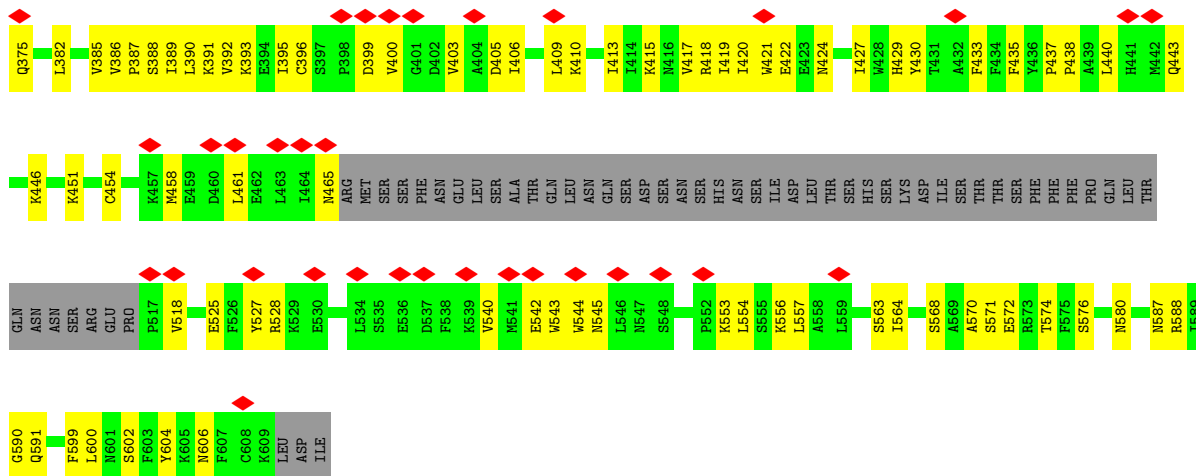 Q375 L382 V385 V386 P387 S388 I389 L390 K391 V392 K393 E394 I395 C396 S397 P398 D399 V400 G401 D402 V403 A404 D405 I406 L409 K410 I413 I414 K415 N416 V417 R418 I419 I420 W421 E422 E423 N424 I427 W428 H429 Y430 T431 A432 F433 F434 F435 Y436 P437 P438 A439 L440 H441 M442 Q443
K446 K451 C454 K457 M458 E459 D460 L461 E462 L463 I464 N465 ARG MET SER SER PHE ASN GLU LEU SER ALA THR GLN LEU ASN GLN SER ASP SER ASN SER HIS ASN SER ILE ASP LEU THR SER HIS SER LYS ASP ILE SER THR THR SER PHE PHE PHE PRO GLN LEU THR
GLN ASN ASN SER ARG GLU PRO P517 V518 E525 F526 Y527 R528 K529 E530 L534 S535 E536 D537 F538 K539 V540 M541 E542 W543 W544 N545 L546 N547 S548 P552 K553 L554 S555 K556 L557 A558 L559 S563 I564 S568 A569 A570 S571 E572 R573 T574 F575 S576 N580 N587 R588 I589
G590 Q591 F599 L600 N601 S602 F603 Y604 K605 N606 F607 C608 K609 LEU ASP ILE